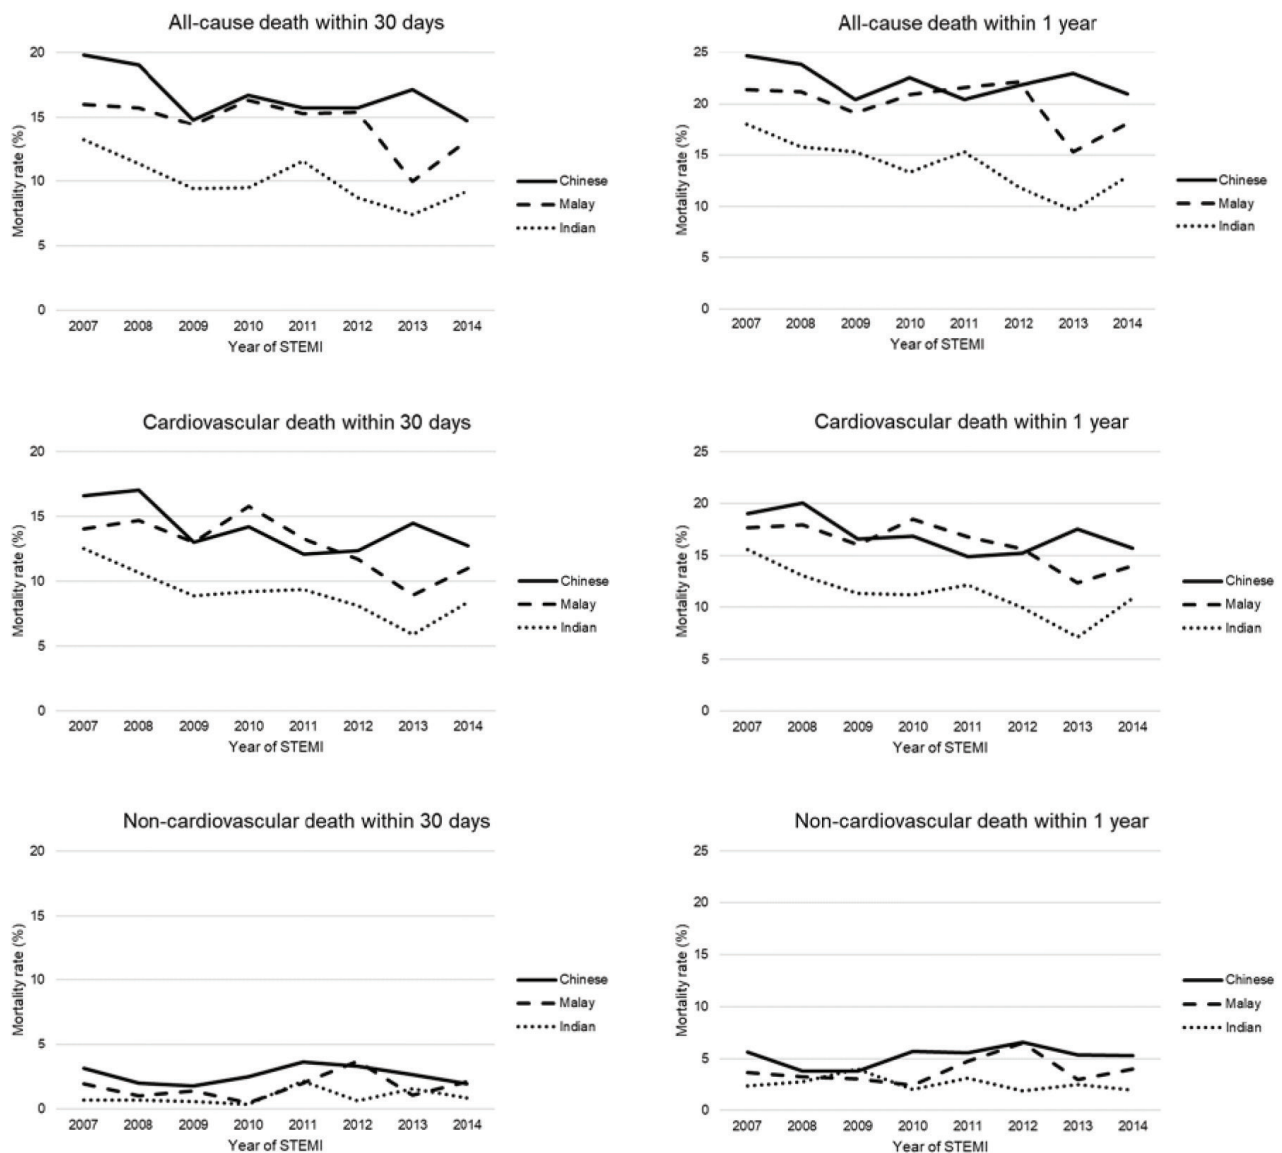 All-cause death within 30 days
Mortality rate (%)
20
15
10
5
0
2007 2008 2009 2010 2011 2012 2013 2014
Year of STEMI
Chinese
Malay
Indian
All-cause death within 1 year
Mortality rate (%)
25
20
15
10
5
0
2007 2008 2009 2010 2011 2012 2013 2014
Year of STEMI
Chinese
Malay
Indian
Cardiovascular death within 30 days
Mortality rate (%)
20
15
10
5
0
2007 2008 2009 2010 2011 2012 2013 2014
Year of STEMI
Chinese
Malay
Indian
Cardiovascular death within 1 year
Mortality rate (%)
25
20
15
10
5
0
2007 2008 2009 2010 2011 2012 2013 2014
Year of STEMI
Chinese
Malay
Indian
Non-cardiovascular death within 30 days
Mortality rate (%)
20
15
10
5
0
2007 2008 2009 2010 2011 2012 2013 2014
Year of STEMI
Chinese
Malay
Indian
Non-cardiovascular death within 1 year
Mortality rate (%)
25
20
15
10
5
0
2007 2008 2009 2010 2011 2012 2013 2014
Year of STEMI
Chinese
Malay
Indian